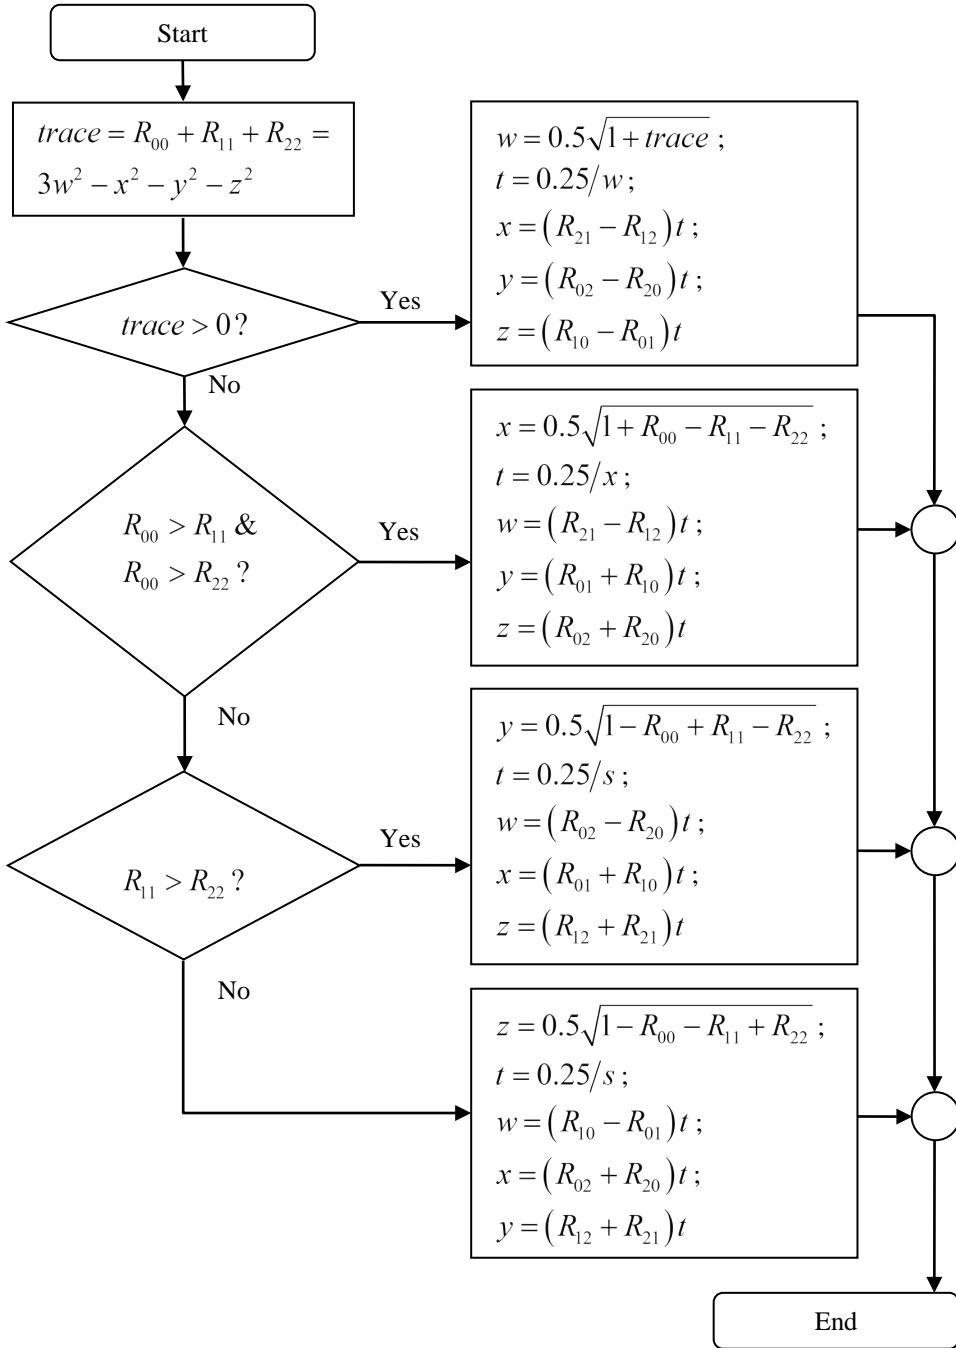 Start
trace = R₀₀ + R₁₁ + R₂₂ =
3w² − x² − y² − z²
trace > 0 ?
Yes
No
w = 0.5√(1 + trace) ;
t = 0.25/w ;
x = (R₂₁ − R₁₂) t ;
y = (R₀₂ − R₂₀) t ;
z = (R₁₀ − R₀₁) t
R₀₀ > R₁₁ &
R₀₀ > R₂₂ ?
Yes
No
x = 0.5√(1 + R₀₀ − R₁₁ − R₂₂) ;
t = 0.25/x ;
w = (R₂₁ − R₁₂) t ;
y = (R₀₁ + R₁₀) t ;
z = (R₀₂ + R₂₀) t
R₁₁ > R₂₂ ?
Yes
No
y = 0.5√(1 − R₀₀ + R₁₁ − R₂₂) ;
t = 0.25/s ;
w = (R₀₂ − R₂₀) t ;
x = (R₀₁ + R₁₀) t ;
z = (R₁₂ + R₂₁) t
z = 0.5√(1 − R₀₀ − R₁₁ + R₂₂) ;
t = 0.25/s ;
w = (R₁₀ − R₀₁) t ;
x = (R₀₂ + R₂₀) t ;
y = (R₁₂ + R₂₁) t
End